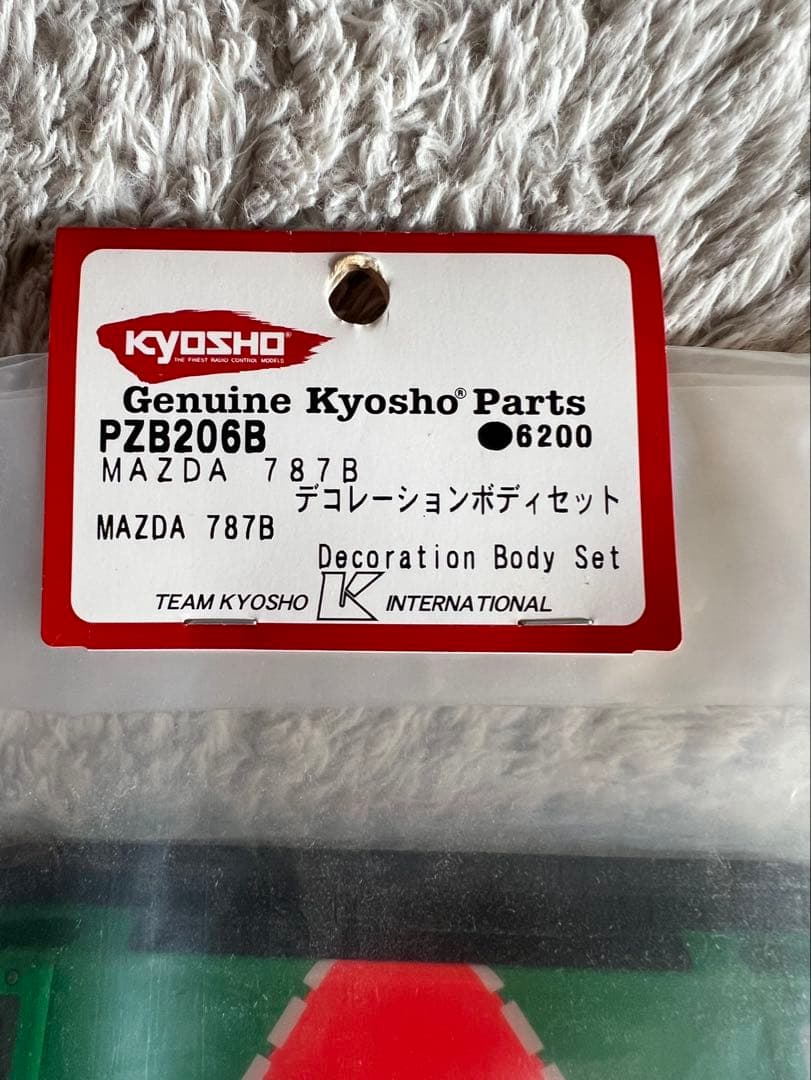 KYOSHO®
THE FINEST RADIO CONTROL MODELS
Genuine Kyosho® Parts
PZB206B ●6200
MAZDA 787B
デコレーションボディセット
MAZDA 787B
Decoration Body Set
TEAM KYOSHO K INTERNATIONAL